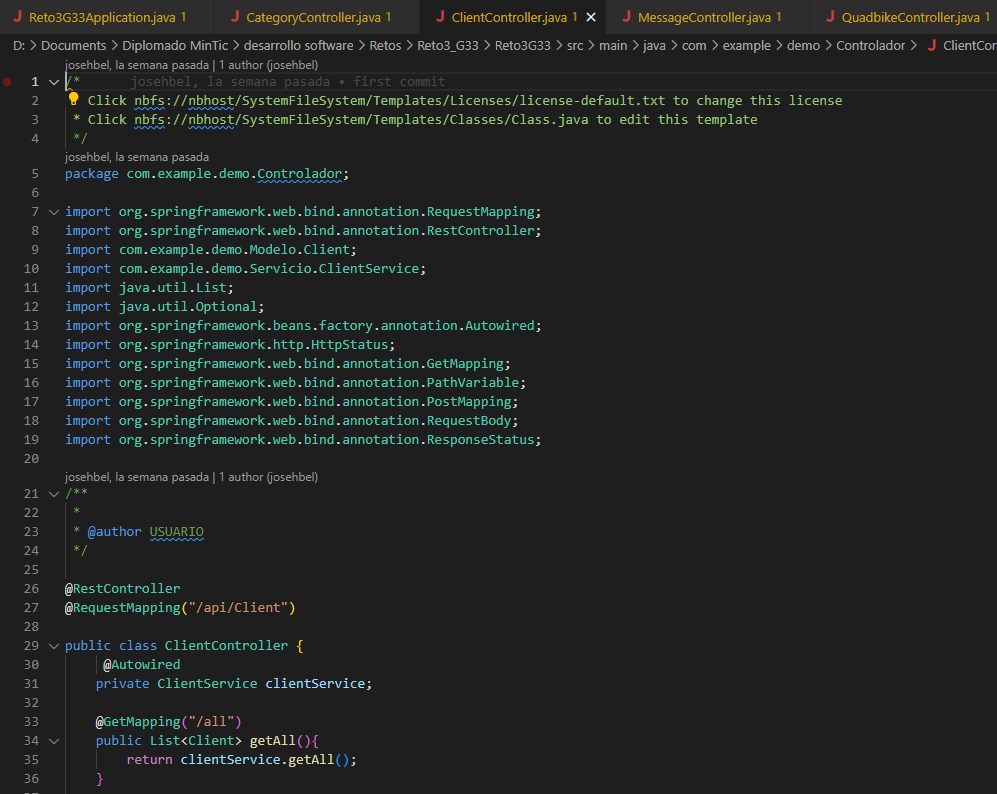 Reto3G33Application.java 1 CategoryController.java 1 ClientController.java 1 MessageController.java 1 QuadbikeController.java 1
D: > Documents > Diplomado MinTic > desarrollo software > Retos > Reto3_G33 > Reto3G33 > src > main > java > com > example > demo > Controlador > ClientCor
josehbel, la semana pasada | 1 author (josehbel)
1 /* josehbel, la semana pasada • first commit
2 Click nbfs://nbhost/SystemFileSystem/Templates/Licenses/license-default.txt to change this license
3 * Click nbfs://nbhost/SystemFileSystem/Templates/Classes/Class.java to edit this template
4 */
josehbel, la semana pasada
5 package com.example.demo.Controlador;
6
7 import org.springframework.web.bind.annotation.RequestMapping;
8 import org.springframework.web.bind.annotation.RestController;
9 import com.example.demo.Modelo.Client;
10 import com.example.demo.Servicio.ClientService;
11 import java.util.List;
12 import java.util.Optional;
13 import org.springframework.beans.factory.annotation.Autowired;
14 import org.springframework.http.HttpStatus;
15 import org.springframework.web.bind.annotation.GetMapping;
16 import org.springframework.web.bind.annotation.PathVariable;
17 import org.springframework.web.bind.annotation.PostMapping;
18 import org.springframework.web.bind.annotation.RequestBody;
19 import org.springframework.web.bind.annotation.ResponseStatus;
20
josehbel, la semana pasada | 1 author (josehbel)
21 /**
22 *
23 * @author USUARIO
24 */
25
26 @RestController
27 @RequestMapping("/api/Client")
28
29 public class ClientController {
30 @Autowired
31 private ClientService clientService;
32
33 @GetMapping("/all")
34 public List<Client> getAll(){
35 return clientService.getAll();
36 }